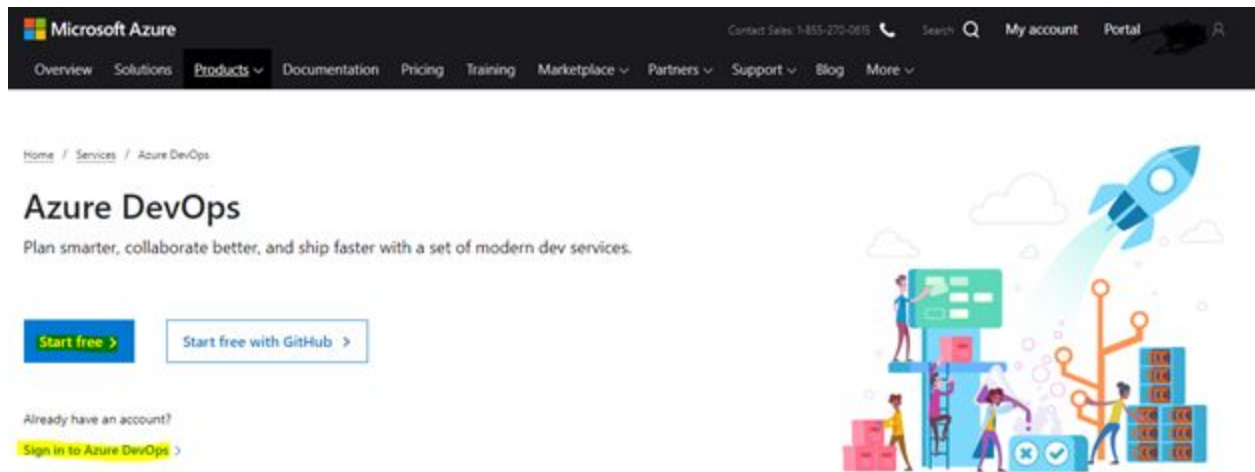 Microsoft Azure
Contact Sales: 1-855-270-0615 Search My account Portal
Overview Solutions Products Documentation Pricing Training Marketplace Partners Support Blog More
Home / Services / Azure DevOps
Azure DevOps
Plan smarter, collaborate better, and ship faster with a set of modern dev services.
Start free > Start free with GitHub >
Already have an account?
Sign in to Azure DevOps >